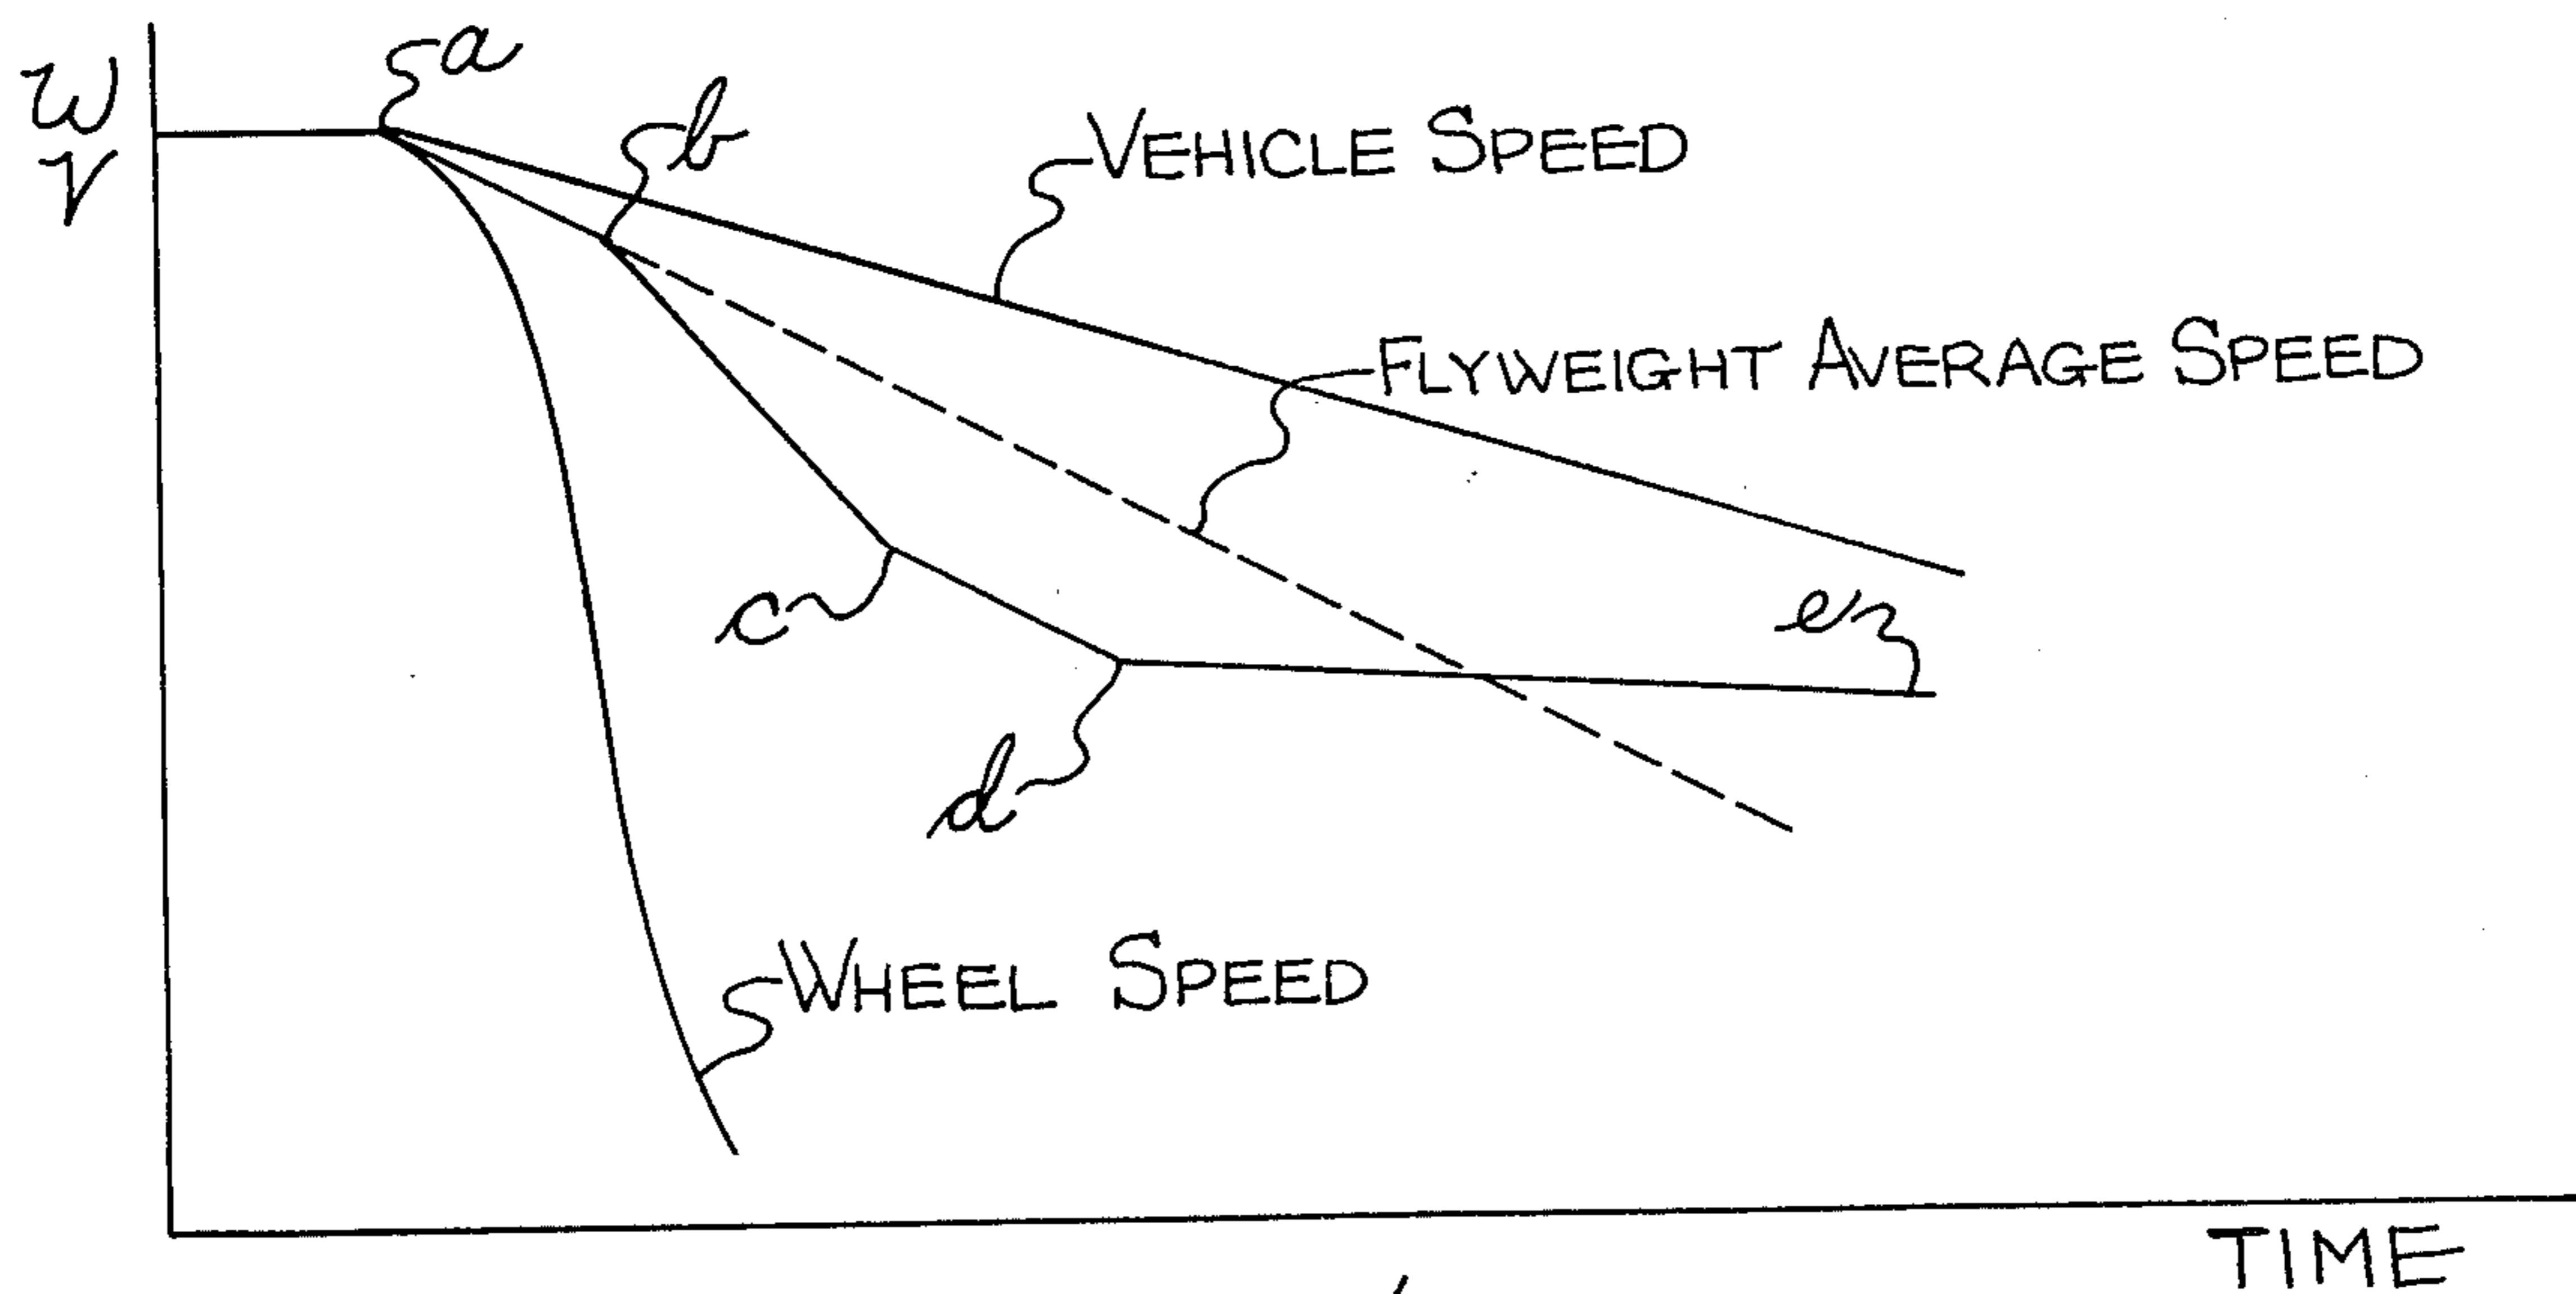 W
V
a
b
VEHICLE SPEED
FLYWEIGHT AVERAGE SPEED
c
e
d
WHEEL SPEED
TIME